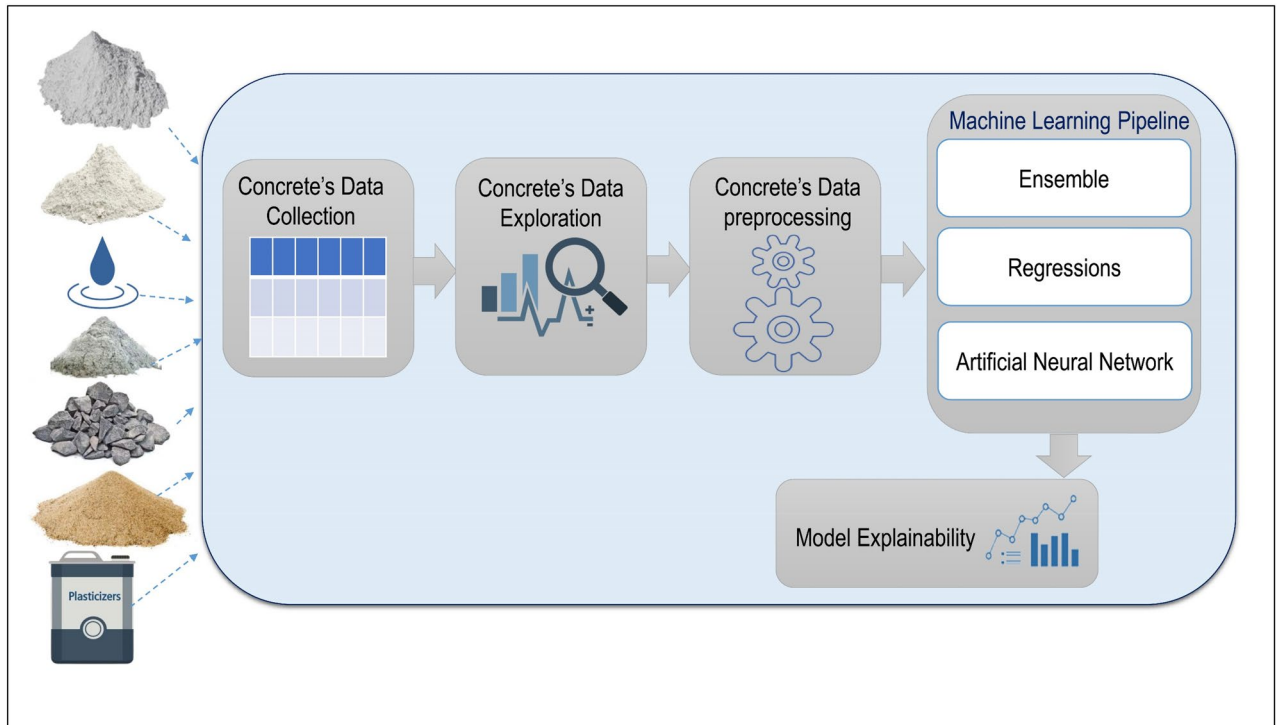 Machine Learning Pipeline
Concrete's Data
Collection
Concrete's Data
Exploration
Concrete's Data
preprocessing
Ensemble
Regressions
Artificial Neural Network
Model Explainability
Plasticizers